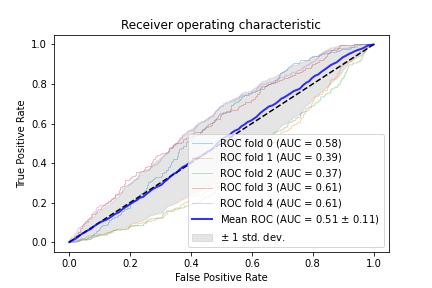 Receiver operating characteristic
True Positive Rate
1.0
0.8
0.6
0.4
0.2
0.0
ROC fold 0 (AUC = 0.58)
ROC fold 1 (AUC = 0.39)
ROC fold 2 (AUC = 0.37)
ROC fold 3 (AUC = 0.61)
ROC fold 4 (AUC = 0.61)
Mean ROC (AUC = 0.51 ± 0.11)
± 1 std. dev.
0.0 0.2 0.4 0.6 0.8 1.0
False Positive Rate